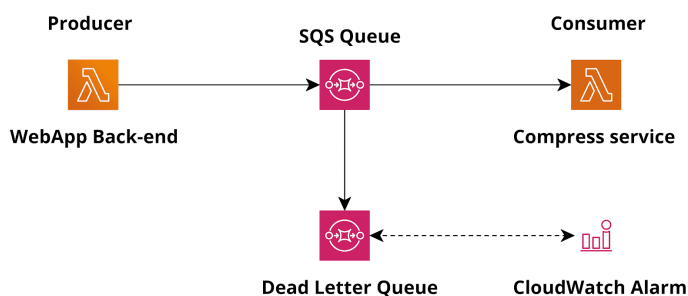 Producer
SQS Queue
Consumer
WebApp Back-end
Compress service
Dead Letter Queue
CloudWatch Alarm